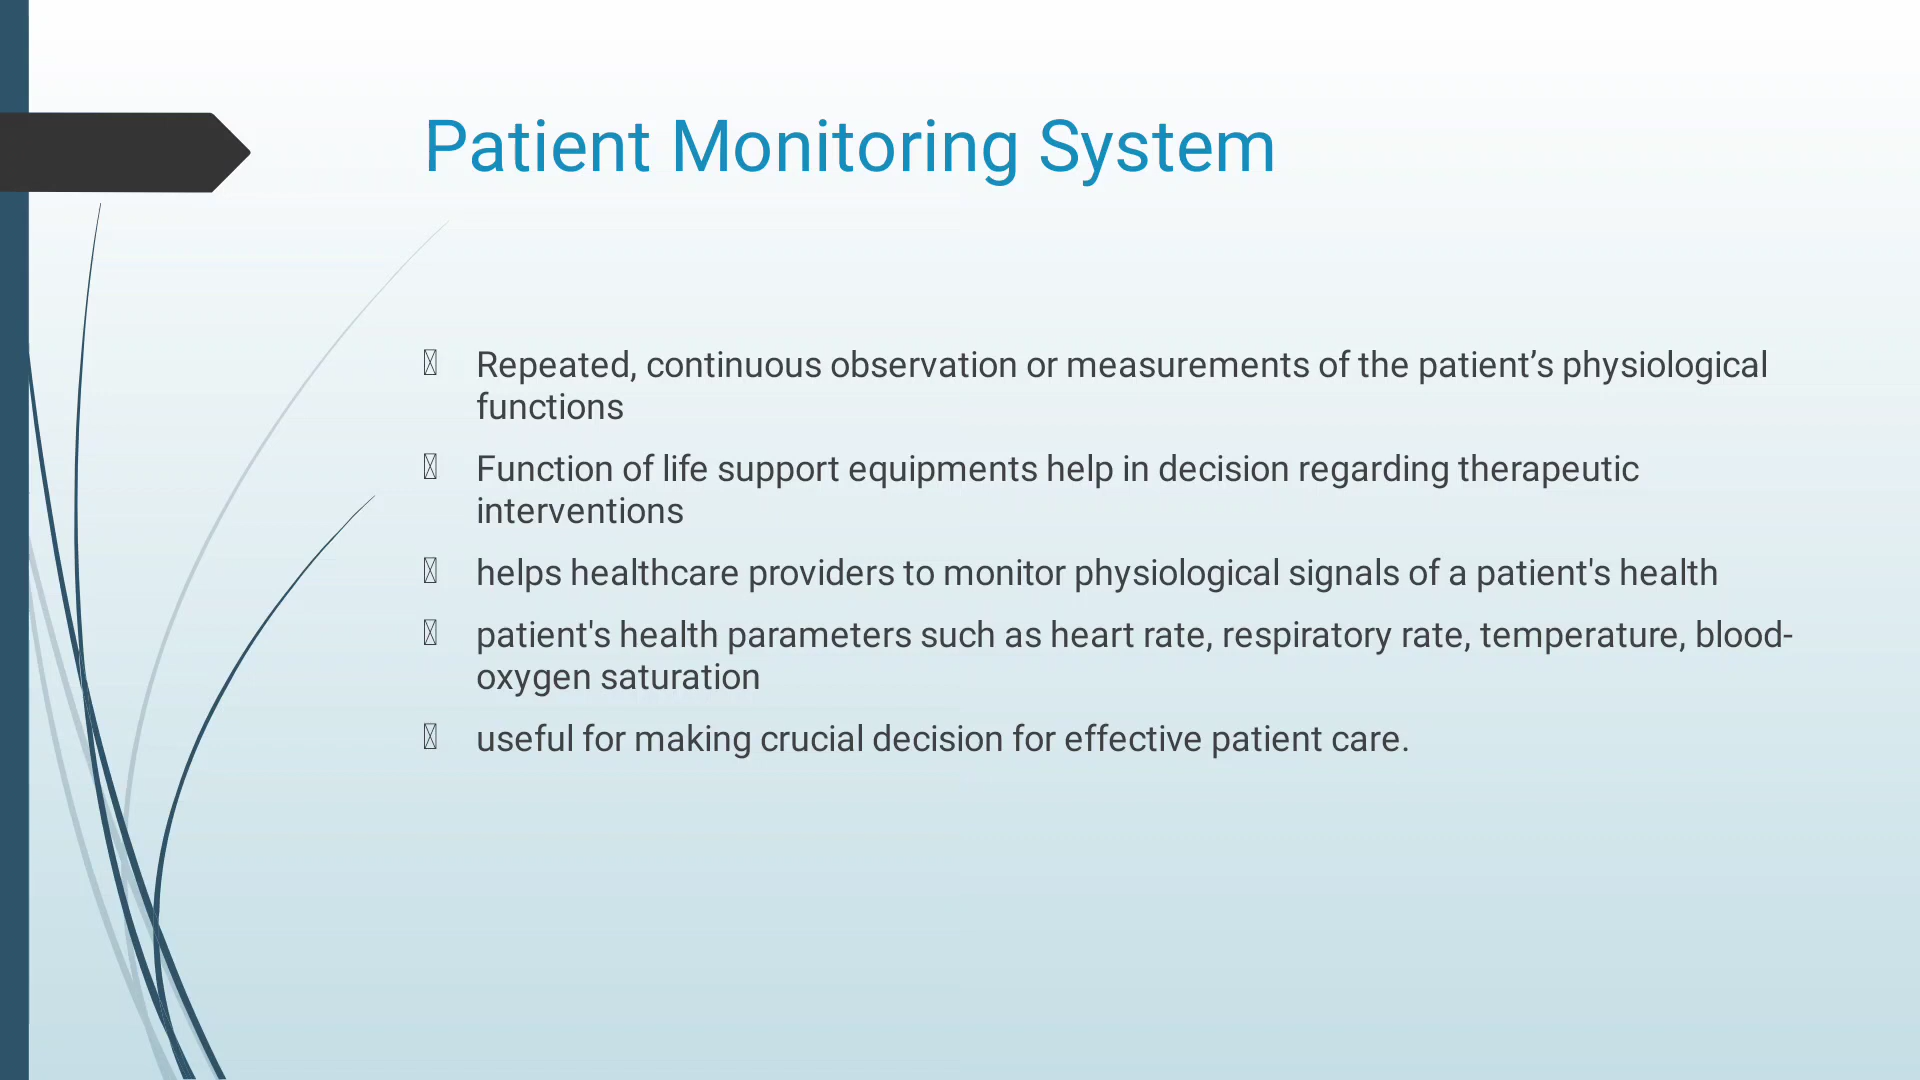 Patient Monitoring System
Repeated, continuous observation or measurements of the patient’s physiological
functions
Function of life support equipments help in decision regarding therapeutic
interventions
helps healthcare providers to monitor physiological signals of a patient's health
patient's health parameters such as heart rate, respiratory rate, temperature, blood-
oxygen saturation
useful for making crucial decision for effective patient care.